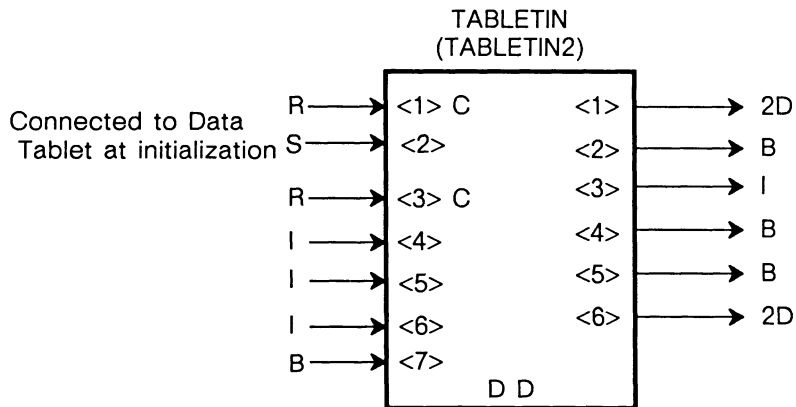 TABLETIN
(TABLETIN2)
R <1> C <1> 2D
Connected to Data
Tablet at initialization S <2> <2> B
R <3> C <3> I
I <4> <4> B
I <5> <5> B
I <6> <6> 2D
B <7>
D D